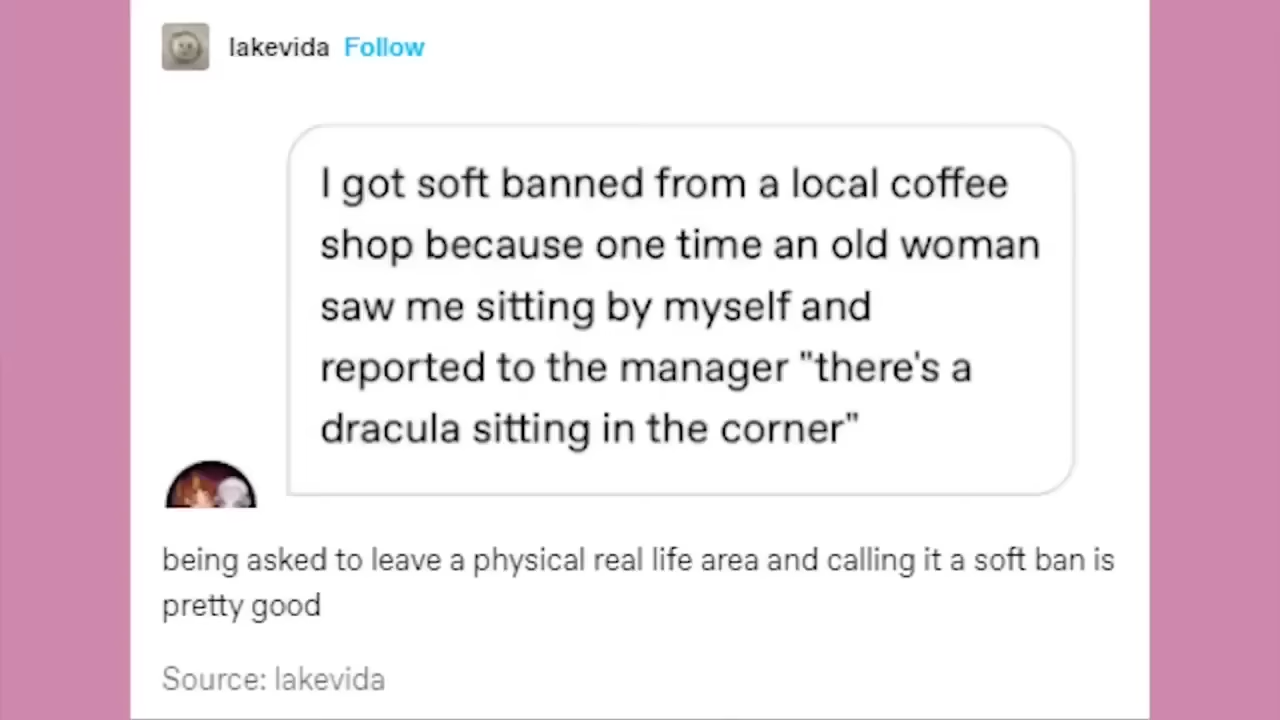 lakevida Follow
I got soft banned from a local coffee
shop because one time an old woman
saw me sitting by myself and
reported to the manager "there's a
dracula sitting in the corner"
being asked to leave a physical real life area and calling it a soft ban is
pretty good
Source: lakevida